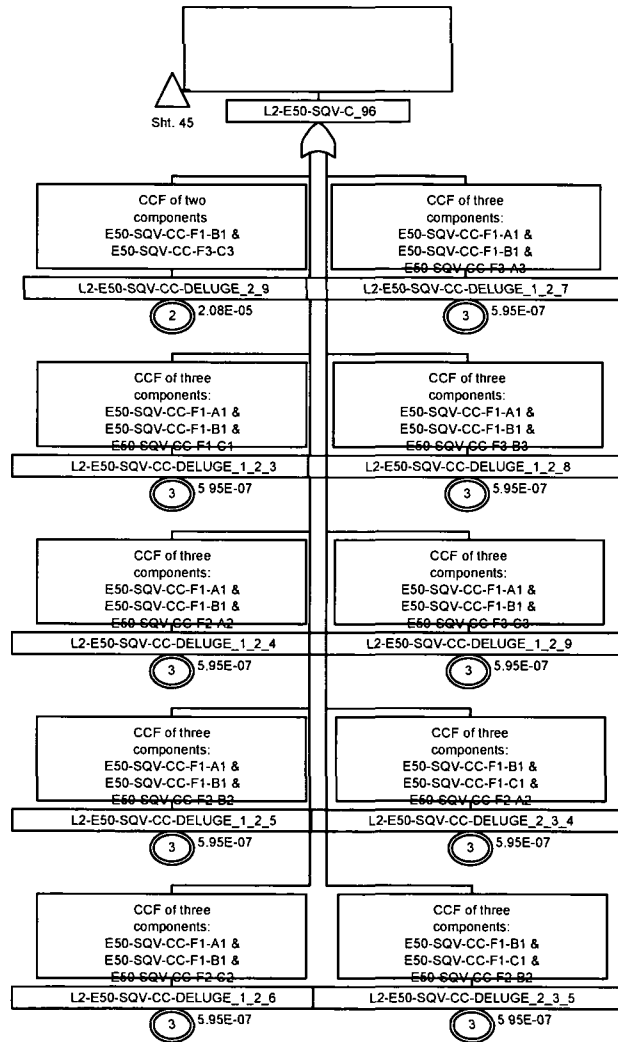 Sht. 45
L2-E50-SQV-C_96
CCF of two
components
E50-SQV-CC-F1-B1 &
E50-SQV-CC-F3-C3
L2-E50-SQV-CC-DELUGE_2_9
2
2.08E-05
CCF of three
components:
E50-SQV-CC-F1-A1 &
E50-SQV-CC-F1-B1 &
E50-SQV-CC-F3-A3
L2-E50-SQV-CC-DELUGE_1_2_7
3
5.95E-07
CCF of three
components:
E50-SQV-CC-F1-A1 &
E50-SQV-CC-F1-B1 &
E50-SQV-CC-F1-C1
L2-E50-SQV-CC-DELUGE_1_2_3
3
5.95E-07
CCF of three
components:
E50-SQV-CC-F1-A1 &
E50-SQV-CC-F1-B1 &
E50-SQV-CC-F3-B3
L2-E50-SQV-CC-DELUGE_1_2_8
3
5.95E-07
CCF of three
components:
E50-SQV-CC-F1-A1 &
E50-SQV-CC-F1-B1 &
E50-SQV-CC-F2-A2
L2-E50-SQV-CC-DELUGE_1_2_4
3
5.95E-07
CCF of three
components:
E50-SQV-CC-F1-A1 &
E50-SQV-CC-F1-B1 &
E50-SQV-CC-F3-C3
L2-E50-SQV-CC-DELUGE_1_2_9
3
5.95E-07
CCF of three
components:
E50-SQV-CC-F1-A1 &
E50-SQV-CC-F1-B1 &
E50-SQV-CC-F2-B2
L2-E50-SQV-CC-DELUGE_1_2_5
3
5.95E-07
CCF of three
components:
E50-SQV-CC-F1-B1 &
E50-SQV-CC-F1-C1 &
E50-SQV-CC-F2-A2
L2-E50-SQV-CC-DELUGE_2_3_4
3
5.95E-07
CCF of three
components:
E50-SQV-CC-F1-A1 &
E50-SQV-CC-F1-B1 &
E50-SQV-CC-F2-C2
L2-E50-SQV-CC-DELUGE_1_2_6
3
5.95E-07
CCF of three
components:
E50-SQV-CC-F1-B1 &
E50-SQV-CC-F1-C1 &
E50-SQV-CC-F2-B2
L2-E50-SQV-CC-DELUGE_2_3_5
3
5.95E-07